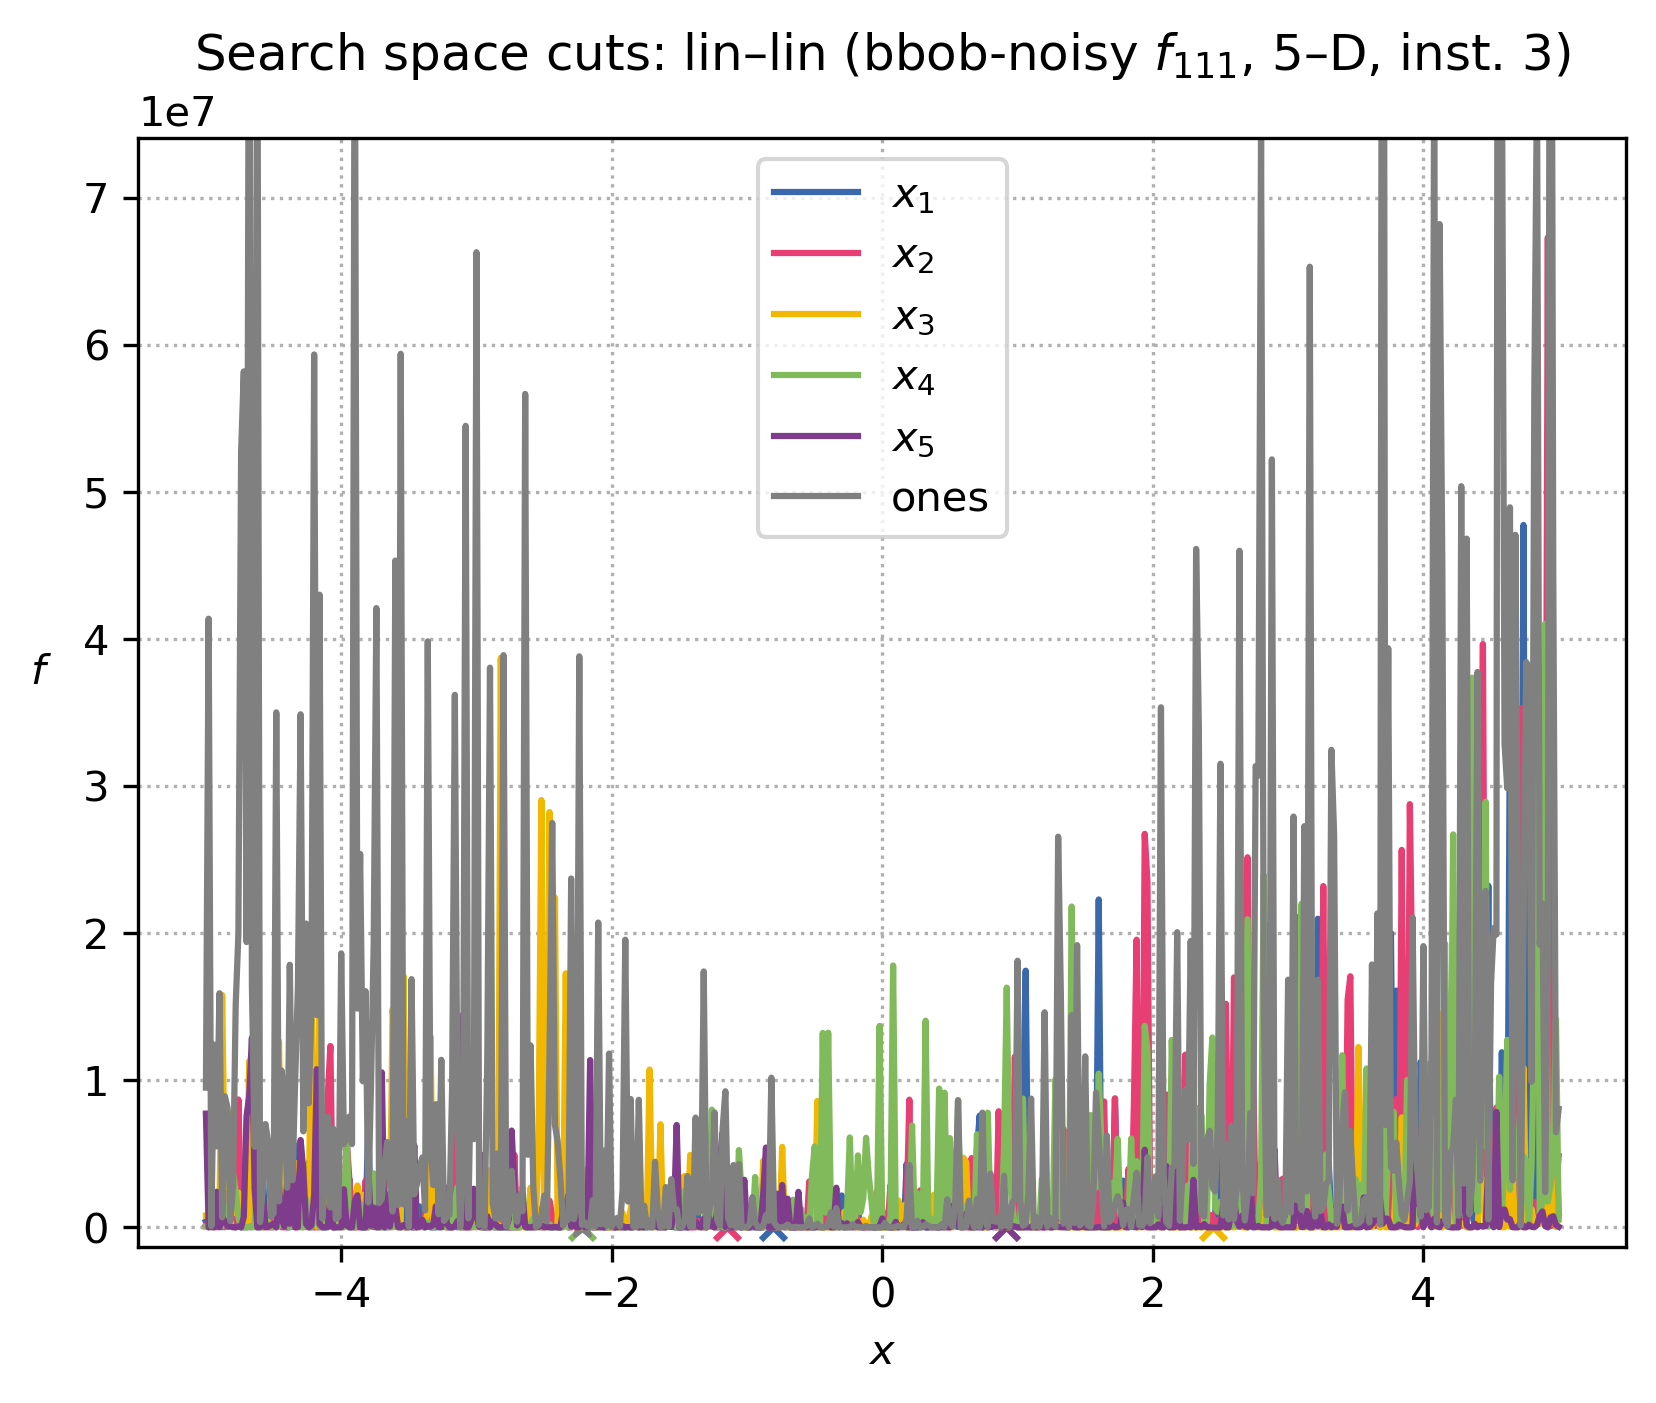 Search space cuts: lin–lin (bbob-noisy f₁₁₁, 5–D, inst. 3)
1e7
7
6
5
4
3
2
1
0
f
x₁
x₂
x₃
x₄
x₅
ones
−4 −2 0 2 4
x